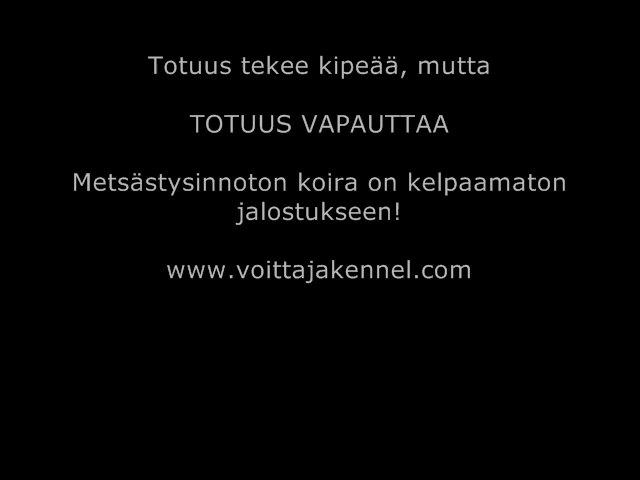 Totuus tekee kipeää, mutta
TOTUUS VAPAUTTAA
Metsästysinnoton koira on kelpaamaton
jalostukseen!
www.voittajakennel.com